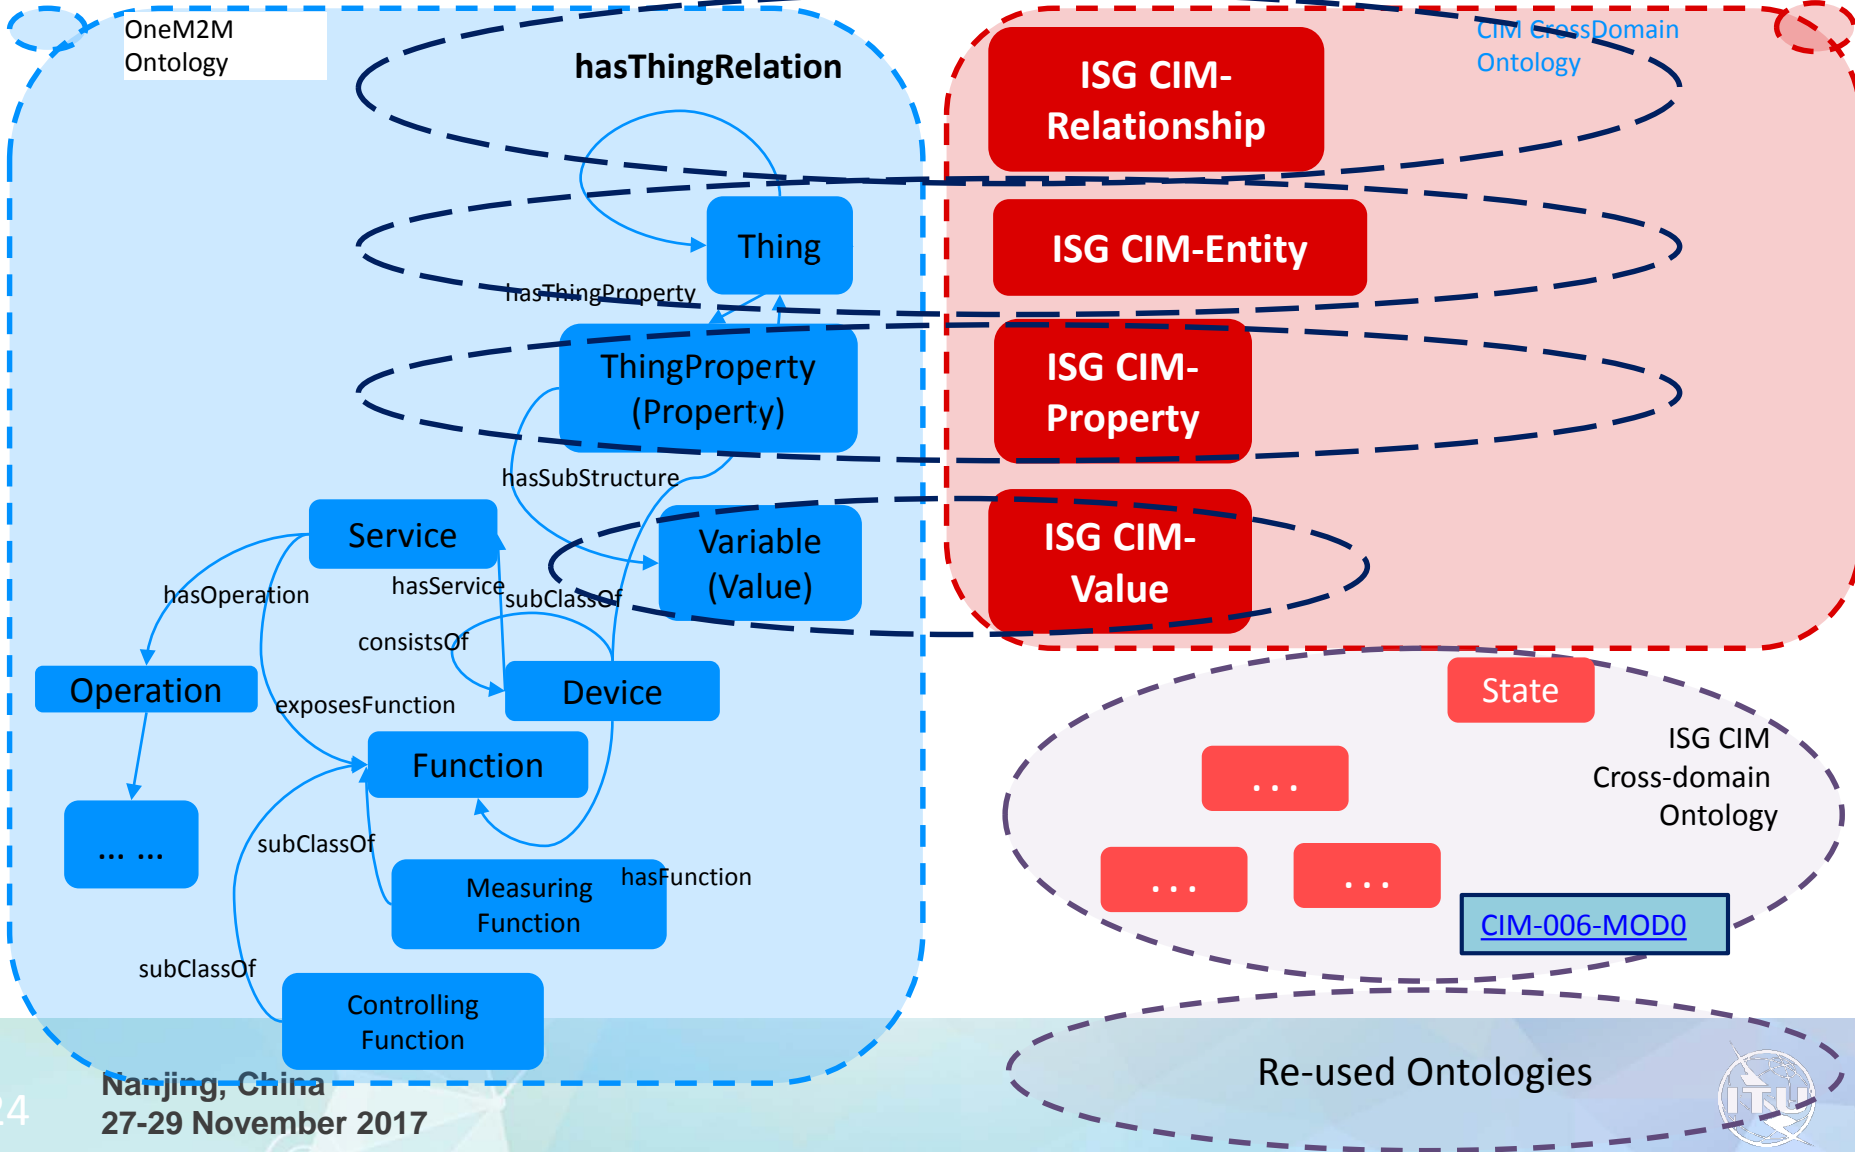 OneM2M
Ontology
hasThingRelation
Thing
hasThingProperty
ThingProperty
(Property)
hasSubStructure
Service
Variable
(Value)
hasOperation
hasService
subClassOf
consistsOf
Operation
Device
exposesFunction
Function
... ...
subClassOf
Measuring
Function
hasFunction
subClassOf
Controlling
Function
CIM CrossDomain
Ontology
ISG CIM-
Relationship
ISG CIM-Entity
ISG CIM-
Property
ISG CIM-
Value
State
ISG CIM
Cross-domain
Ontology
...
...
...
CIM-006-MOD0
Re-used Ontologies
24
Nanjing, China
27-29 November 2017
ITU